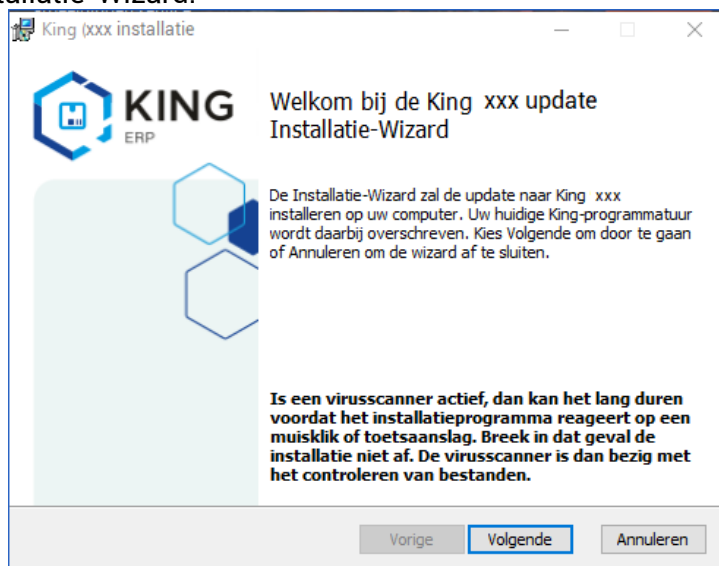 King (xxx installatie
KING
ERP
Welkom bij de King xxx update
Installatie-Wizard
De Installatie-Wizard zal de update naar King xxx
installeren op uw computer. Uw huidige King-programmatuur
wordt daarbij overschreven. Kies Volgende om door te gaan
of Annuleren om de wizard af te sluiten.
Is een virusscanner actief, dan kan het lang duren
voordat het installatieprogramma reageert op een
muisklik of toetsaanslag. Breek in dat geval de
installatie niet af. De virusscanner is dan bezig met
het controleren van bestanden.
Vorige Volgende Annuleren